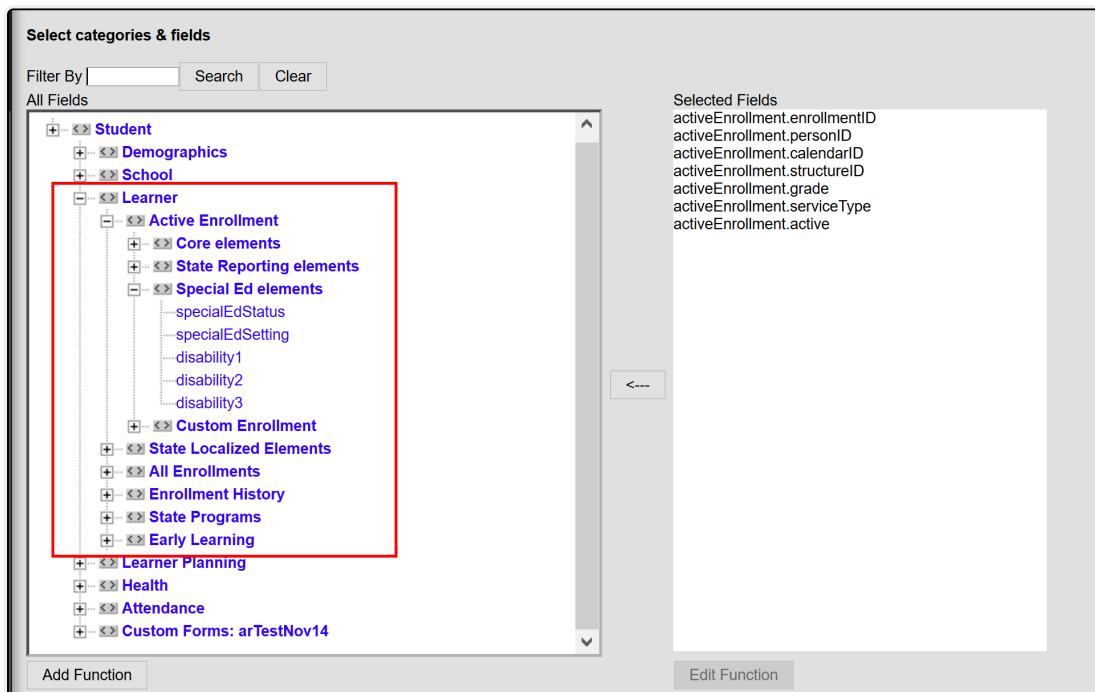 Select categories & fields
Filter By Search Clear
All Fields
Student
Demographics
School
Learner
Active Enrollment
Core elements
State Reporting elements
Special Ed elements
specialEdStatus
specialEdSetting
disability1
disability2
disability3
Custom Enrollment
State Localized Elements
All Enrollments
Enrollment History
State Programs
Early Learning
Learner Planning
Health
Attendance
Custom Forms: arTestNov14
Add Function
<---
Selected Fields
activeEnrollment.enrollmentID
activeEnrollment.personID
activeEnrollment.calendarID
activeEnrollment.structureID
activeEnrollment.grade
activeEnrollment.serviceType
activeEnrollment.active
Edit Function